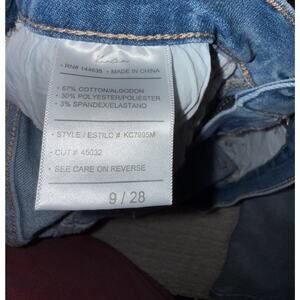 • RN# 144635 • MADE IN CHINA
• 67% COTTON/ALGODON
• 30% POLYESTER/POLIÉSTER
• 3% SPANDEX/ELASTANO
• STYLE / ESTILO # KC7095M
• CUT# 45032
• SEE CARE ON REVERSE
9 / 28